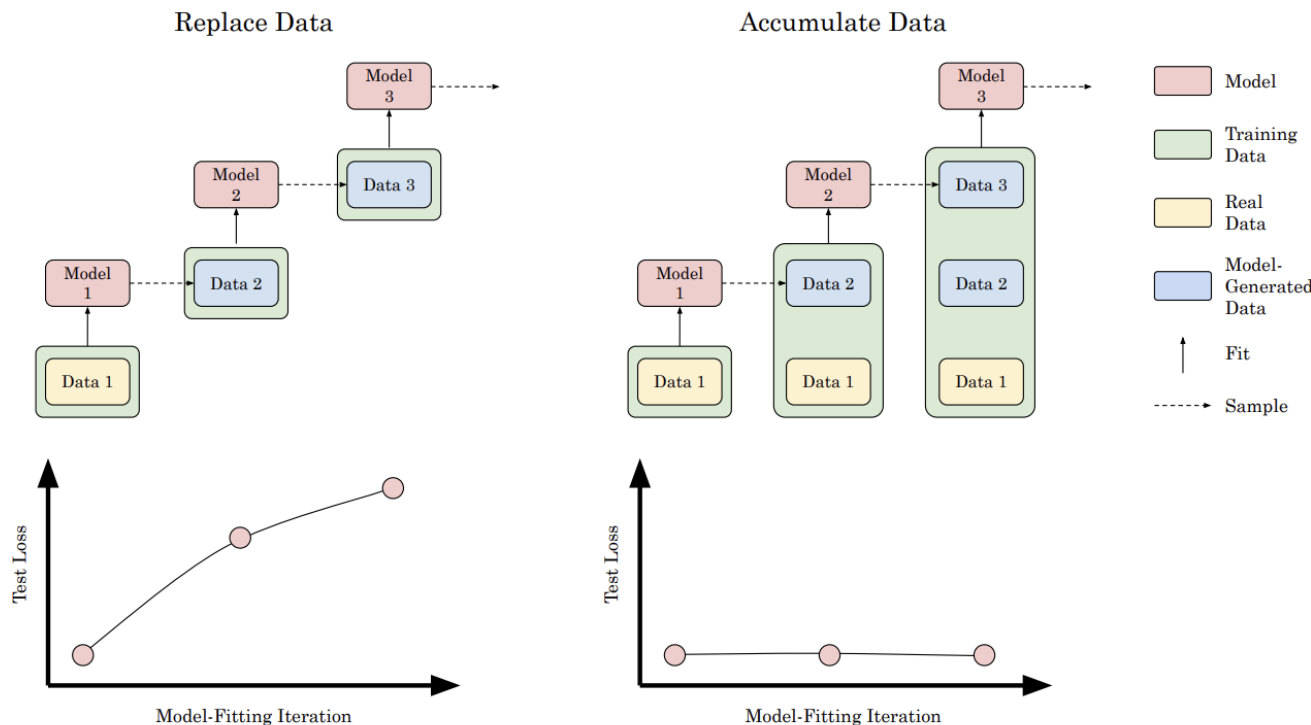 Replace Data
Model
3
Model
2
Data 3
Model
1
Data 2
Data 1
Test Loss
Model-Fitting Iteration
Accumulate Data
Model
3
Model
2
Data 3
Model
1
Data 2
Data 2
Data 1
Data 1
Data 1
Test Loss
Model-Fitting Iteration
Model
Training
Data
Real
Data
Model-
Generated
Data
Fit
Sample